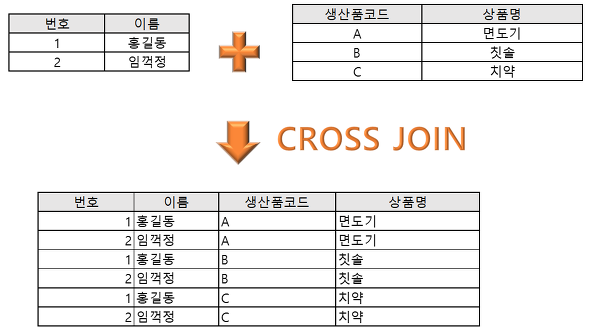 번호 이름
1 홍길동
2 임꺽정
생산품코드 상품명
A 면도기
B 칫솔
C 치약
CROSS JOIN
번호 이름 생산품코드 상품명
1 홍길동 A 면도기
2 임꺽정 A 면도기
1 홍길동 B 칫솔
2 임꺽정 B 칫솔
1 홍길동 C 치약
2 임꺽정 C 치약